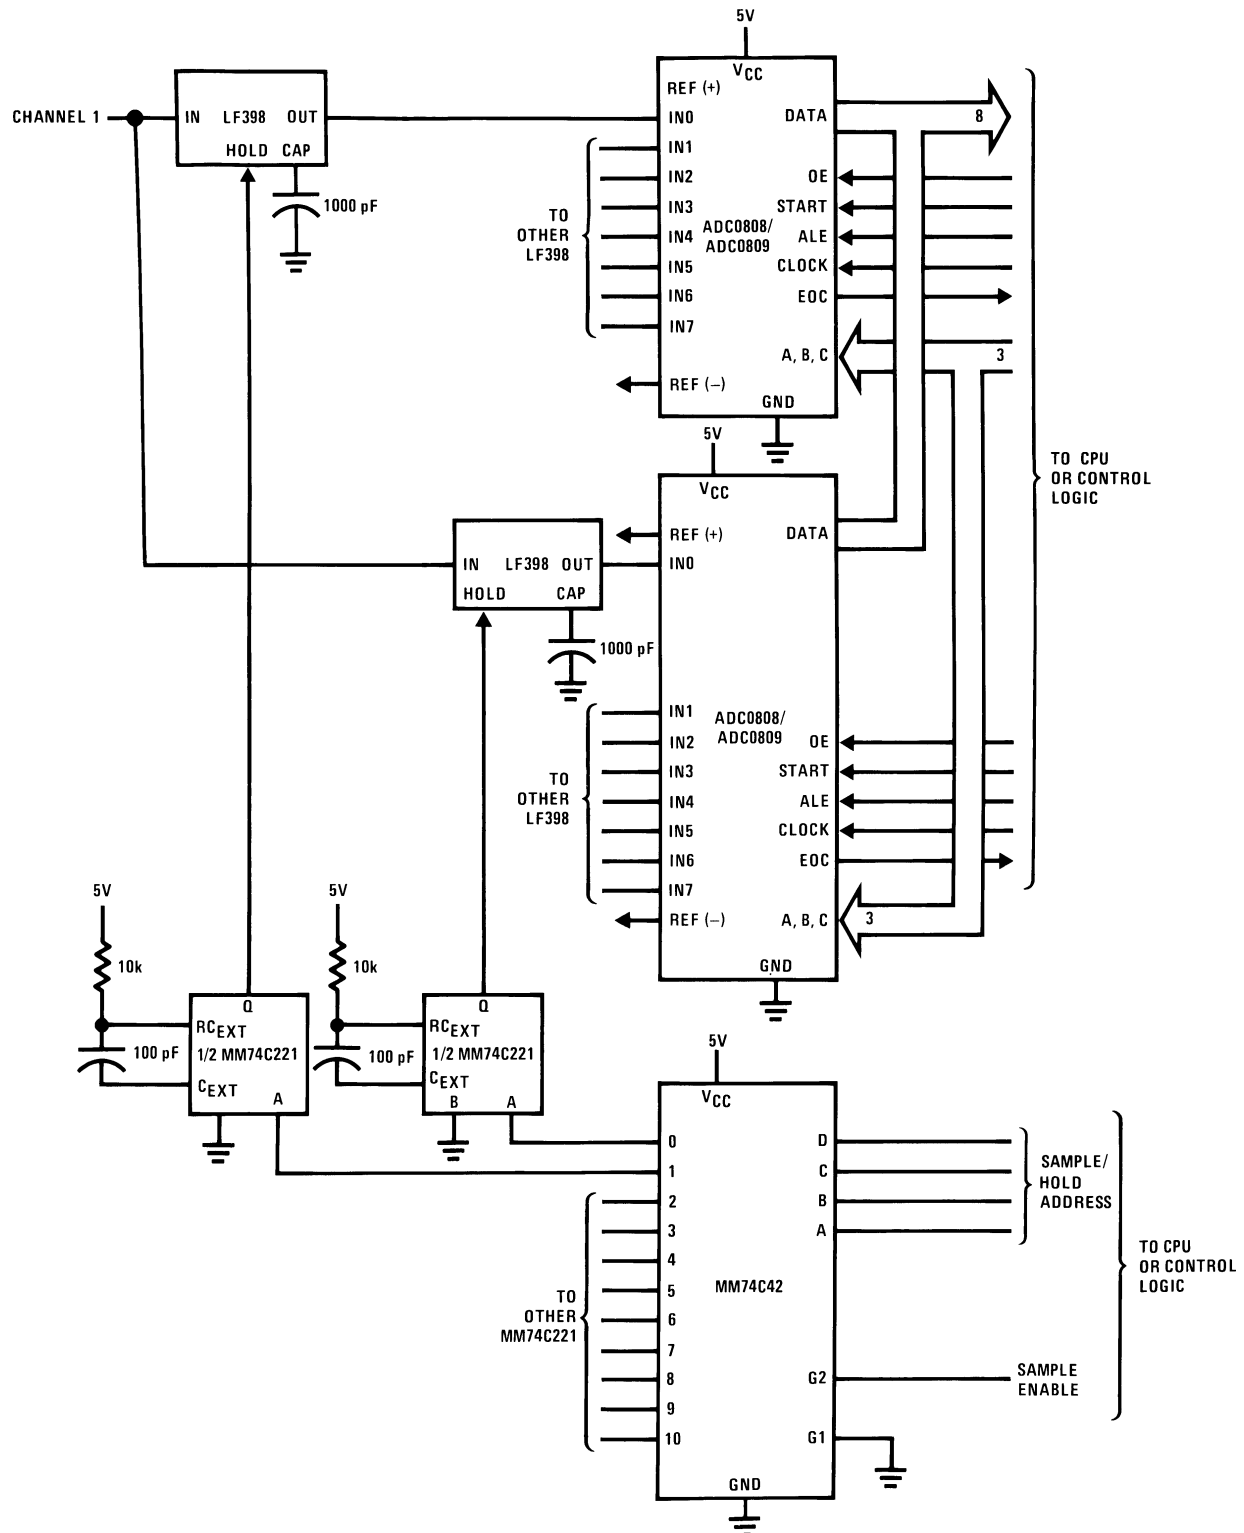 5V
VCC
REF (+)
CHANNEL 1
IN LF398 OUT
HOLD CAP
1000 pF
IN0
IN1
IN2
IN3
IN4
IN5
IN6
IN7
REF (–)
TO
OTHER
LF398
ADC0808/
ADC0809
DATA
8
OE
START
ALE
CLOCK
EOC
A, B, C
3
GND
TO CPU
OR CONTROL
LOGIC
5V
VCC
REF (+)
IN LF398 OUT
HOLD CAP
1000 pF
IN0
DATA
IN1
IN2
IN3
IN4
IN5
IN6
IN7
REF (–)
TO
OTHER
LF398
ADC0808/
ADC0809
OE
START
ALE
CLOCK
EOC
A, B, C
3
GND
5V
10k
Q
RCEXT
100 pF
1/2 MM74C221
CEXT
A
5V
10k
Q
RCEXT
100 pF
1/2 MM74C221
CEXT
B A
5V
VCC
0
1
2
3
4
5
6
7
8
9
10
TO
OTHER
MM74C221
MM74C42
D
C
B
A
SAMPLE/
HOLD
ADDRESS
G2
SAMPLE
ENABLE
G1
GND
TO CPU
OR CONTROL
LOGIC